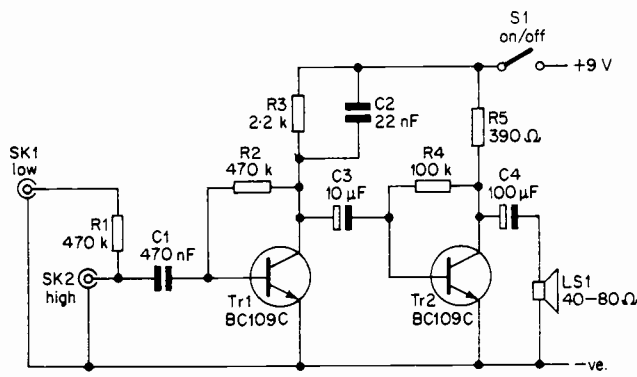 S1
on/off
+9 V
R3
2·2 k
C2
22 nF
R5
390 Ω
SK1
low
R2
470 k
C3
10 µF
R4
100 k
C4
100 µF
R1
470 k
C1
470 nF
SK2
high
Tr1
BC109C
Tr2
BC109C
LS1
40–80 Ω
—ve.